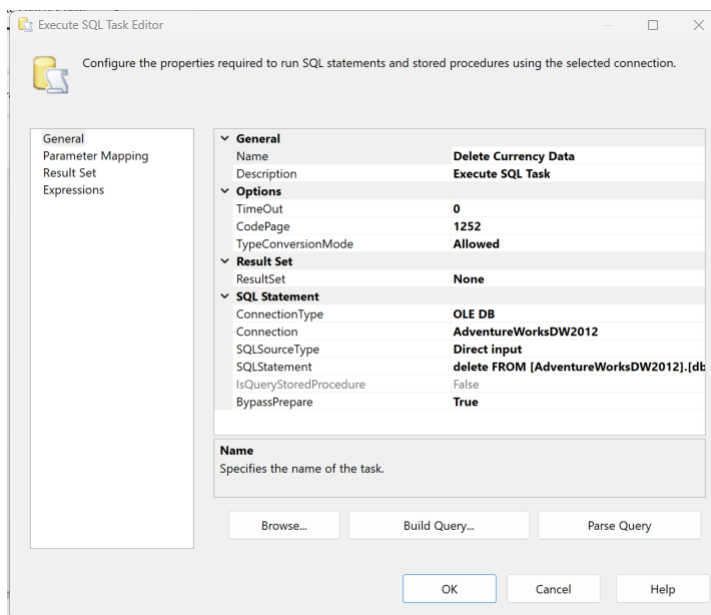 Execute SQL Task Editor
Configure the properties required to run SQL statements and stored procedures using the selected connection.
General
Parameter Mapping
Result Set
Expressions
General
Name Delete Currency Data
Description Execute SQL Task
Options
TimeOut 0
CodePage 1252
TypeConversionMode Allowed
Result Set
ResultSet None
SQL Statement
ConnectionType OLE DB
Connection AdventureWorksDW2012
SQLSourceType Direct input
SQLStatement delete FROM [AdventureWorksDW2012].[db
IsQueryStoredProcedure False
BypassPrepare True
Name
Specifies the name of the task.
Browse... Build Query... Parse Query
OK Cancel Help